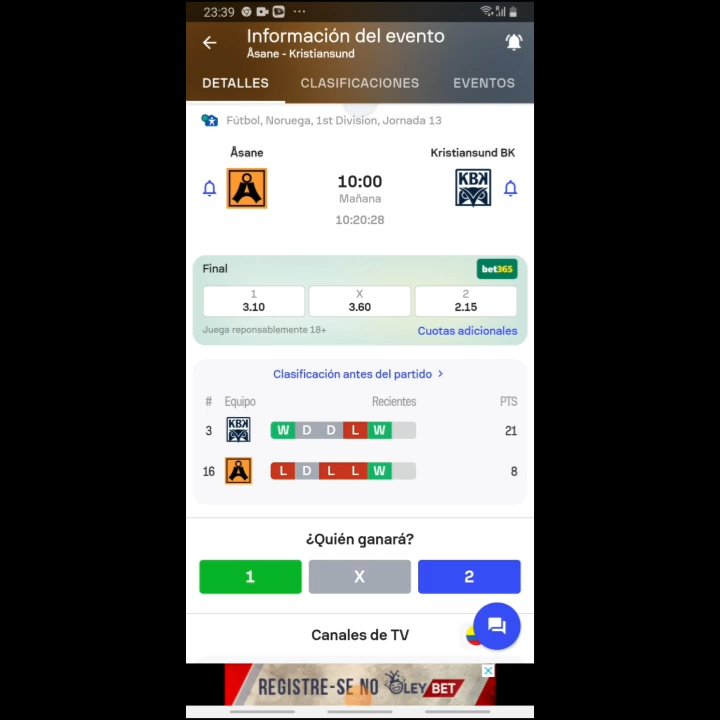 23:39
Información del evento
Åsane - Kristiansund
DETALLES CLASIFICACIONES EVENTOS
Fútbol, Noruega, 1st Division, Jornada 13
Åsane Kristiansund BK
10:00
Mañana
10:20:28
KBK
Final bet365
1 X 2
3.10 3.60 2.15
Juega reponsablemente 18+ Cuotas adicionales
Clasificación antes del partido >
# Equipo Recientes PTS
3 KBK W D D L W 21
16 L D L L W 8
¿Quién ganará?
1 X 2
Canales de TV
REGISTRE-SE NO OLEYBET